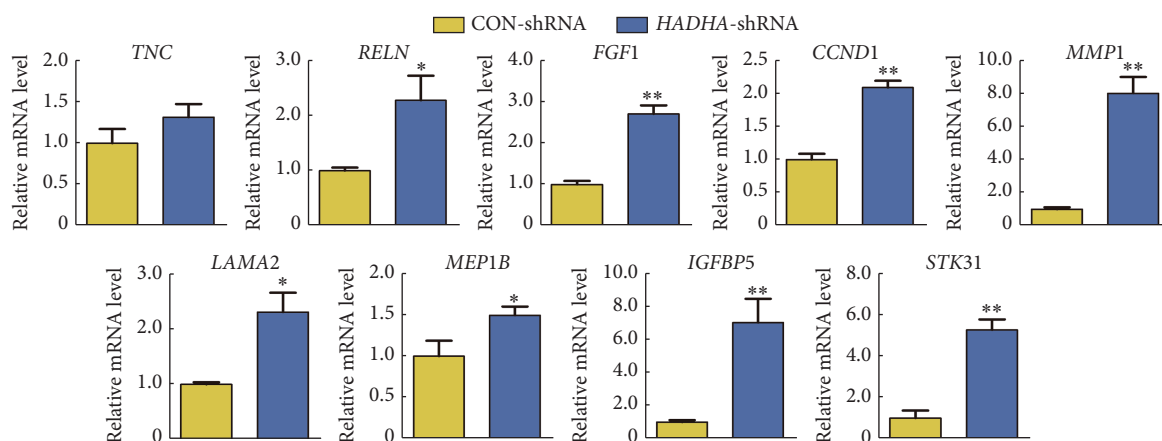 CON-shRNA HADHA-shRNA
TNC
Relative mRNA level
2.0
1.5
1.0
0.5
0
RELN
Relative mRNA level
3.0
2.0
1.0
0
*
FGF1
Relative mRNA level
4.0
3.0
2.0
1.0
0
**
CCND1
Relative mRNA level
2.5
2.0
1.5
1.0
0.5
0
**
MMP1
Relative mRNA level
10.0
8.0
6.0
4.0
2.0
0
**
LAMA2
Relative mRNA level
3.0
2.0
1.0
0
*
MEP1B
Relative mRNA level
2.0
1.5
1.0
0.5
0
*
IGFBP5
Relative mRNA level
10.0
8.0
6.0
4.0
2.0
0
**
STK31
Relative mRNA level
8.0
6.0
4.0
2.0
0
**